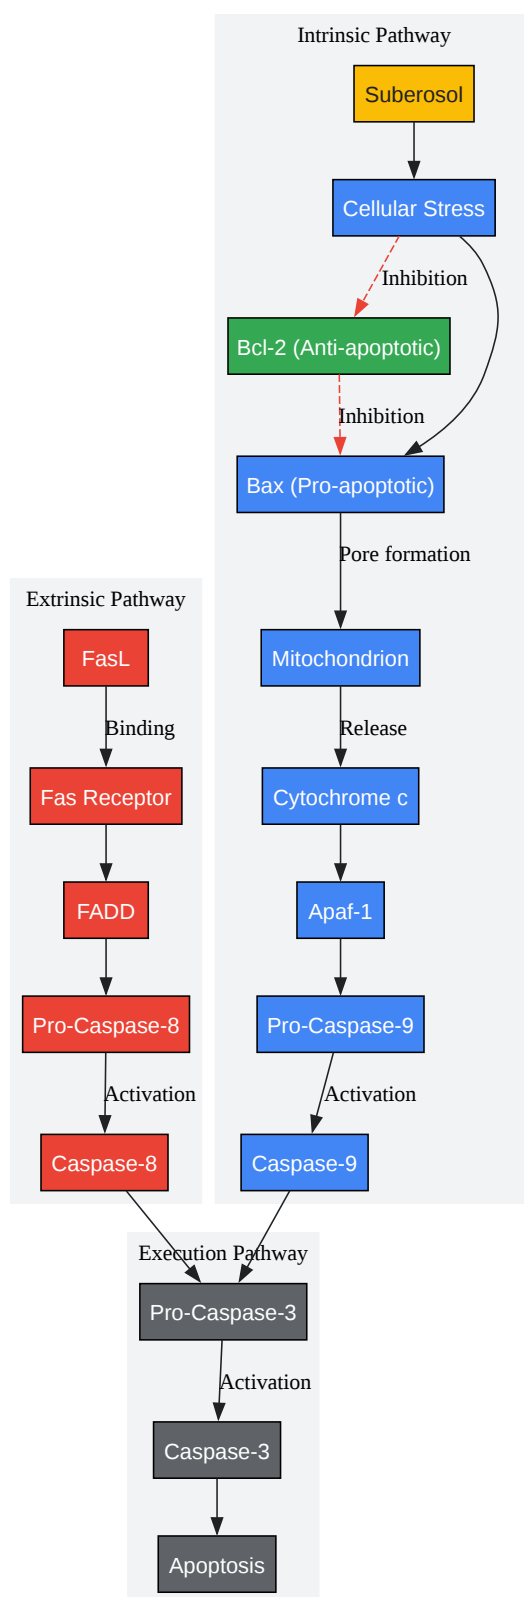 Intrinsic Pathway
Suberosol
Cellular Stress
Inhibition
Bcl-2 (Anti-apoptotic)
Inhibition
Bax (Pro-apoptotic)
Pore formation
Mitochondrion
Release
Cytochrome c
Apaf-1
Pro-Caspase-9
Activation
Caspase-9
Extrinsic Pathway
FasL
Binding
Fas Receptor
FADD
Pro-Caspase-8
Activation
Caspase-8
Execution Pathway
Pro-Caspase-3
Activation
Caspase-3
Apoptosis